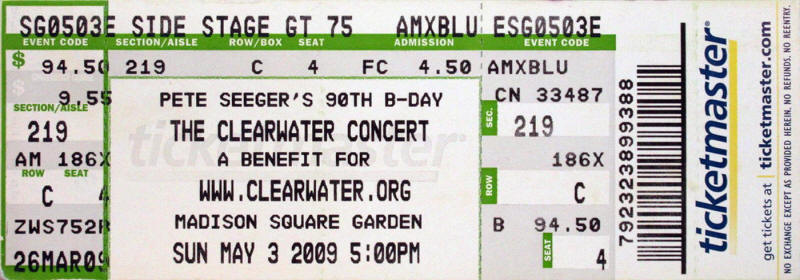 SG0503E SIDE STAGE GT 75 AMXBLU ESG0503E
EVENT CODE SECTION/AISLE ROW/BOX SEAT ADMISSION EVENT CODE
$ 94.50 219 C 4 FC 4.50 AMXBLU
9.55
SECTION/AISLE
219
AM 186X
ROW SEAT
C 4
ZWS752
26MAR09
PETE SEEGER'S 90TH B-DAY
THE CLEARWATER CONCERT
A BENEFIT FOR
WWW.CLEARWATER.ORG
MADISON SQUARE GARDEN
SUN MAY 3 2009 5:00PM
ticketmaster
CN 33487
SEC. 219
186X
ROW C
B 94.50
SEAT 4
792323899388
ticketmaster
get tickets at ticketmaster.com
NO EXCHANGE EXCEPT AS PROVIDED HEREIN. NO REFUNDS. NO REENTRY.